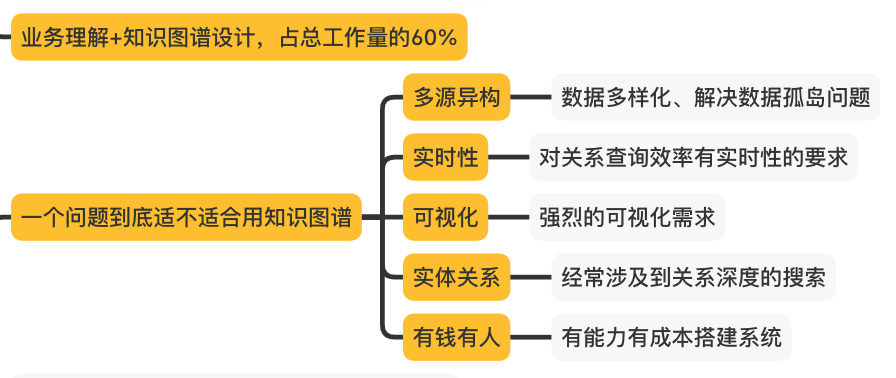 业务理解+知识图谱设计，占总工作量的60%
多源异构
数据多样化、解决数据孤岛问题
实时性
对关系查询效率有实时性的要求
一个问题到底适不适合用知识图谱
可视化
强烈的可视化需求
实体关系
经常涉及到关系深度的搜索
有钱有人
有能力有成本搭建系统